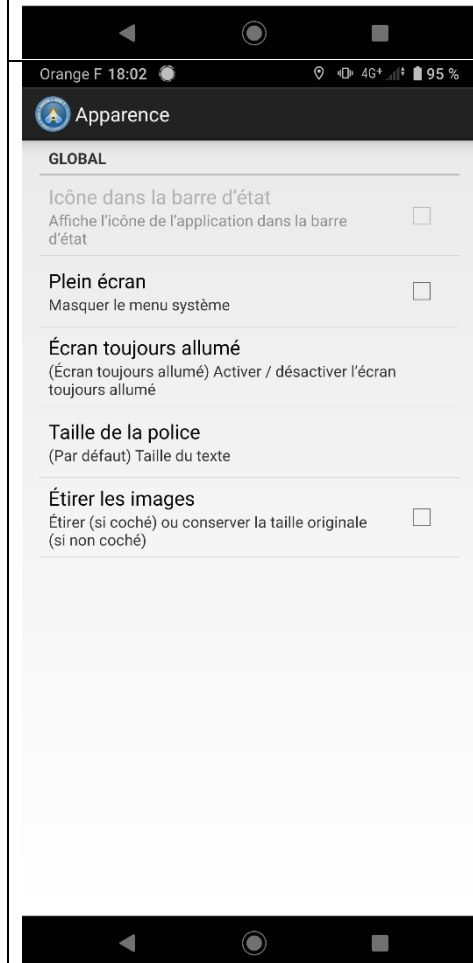 Orange F 18:02 4G+ 95 %
Apparence
GLOBAL
Icône dans la barre d'état
Affiche l'icône de l'application dans la barre
d'état
Plein écran
Masquer le menu système
Écran toujours allumé
(Écran toujours allumé) Activer / désactiver l'écran
toujours allumé
Taille de la police
(Par défaut) Taille du texte
Étirer les images
Étirer (si coché) ou conserver la taille originale
(si non coché)